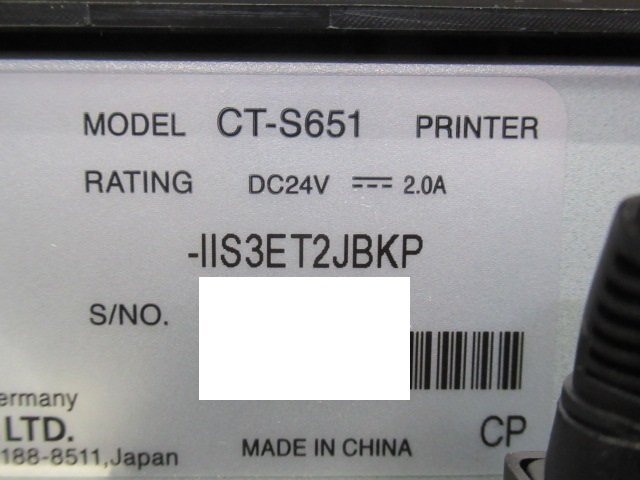 MODEL CT-S651 PRINTER
RATING DC24V 2.0A
-IIS3ET2JBKP
S/NO.
ermany
LTD.
188-8511,Japan
MADE IN CHINA
CP